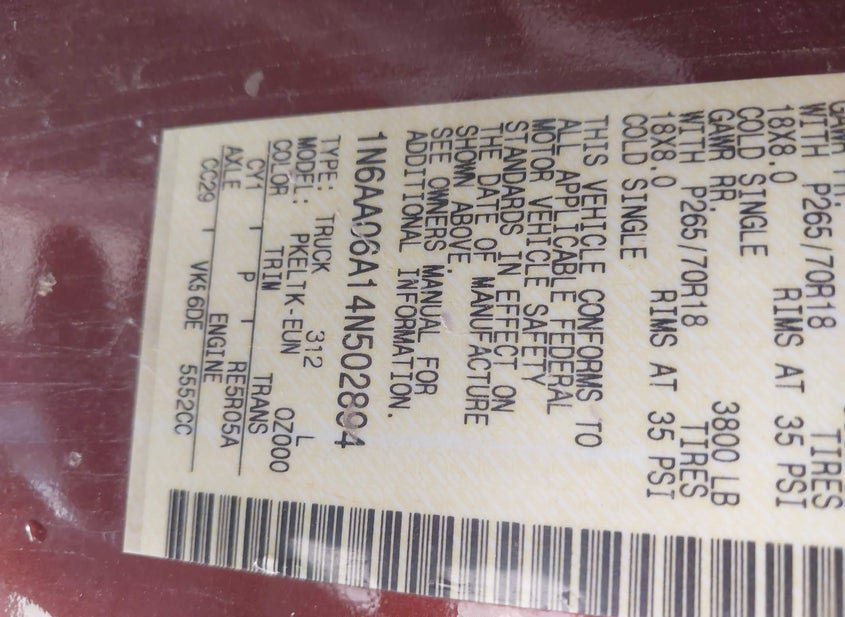 WITH P265/70R18 TIRES
18X8.0 RIMS AT 35 PSI
COLD SINGLE
GAWR RR. 3800 LB
WITH P265/70R18 TIRES
18X8.0 RIMS AT 35 PSI
COLD SINGLE
THIS VEHICLE CONFORMS TO
ALL APPLICABLE FEDERAL
MOTOR VEHICLE SAFETY
STANDARDS IN EFFECT ON
THE DATE OF MANUFACTURE
SHOWN ABOVE.
SEE OWNERS MANUAL FOR
ADDITIONAL INFORMATION.
1N6AA06A14N502894
TYPE: TRUCK 312 L
MODEL: PKEL1K-EUN OZ000
COLOR TRIM TRANS
CY1 P RE5R05A
AXLE ENGINE
CC29 VK56DE 5552CC